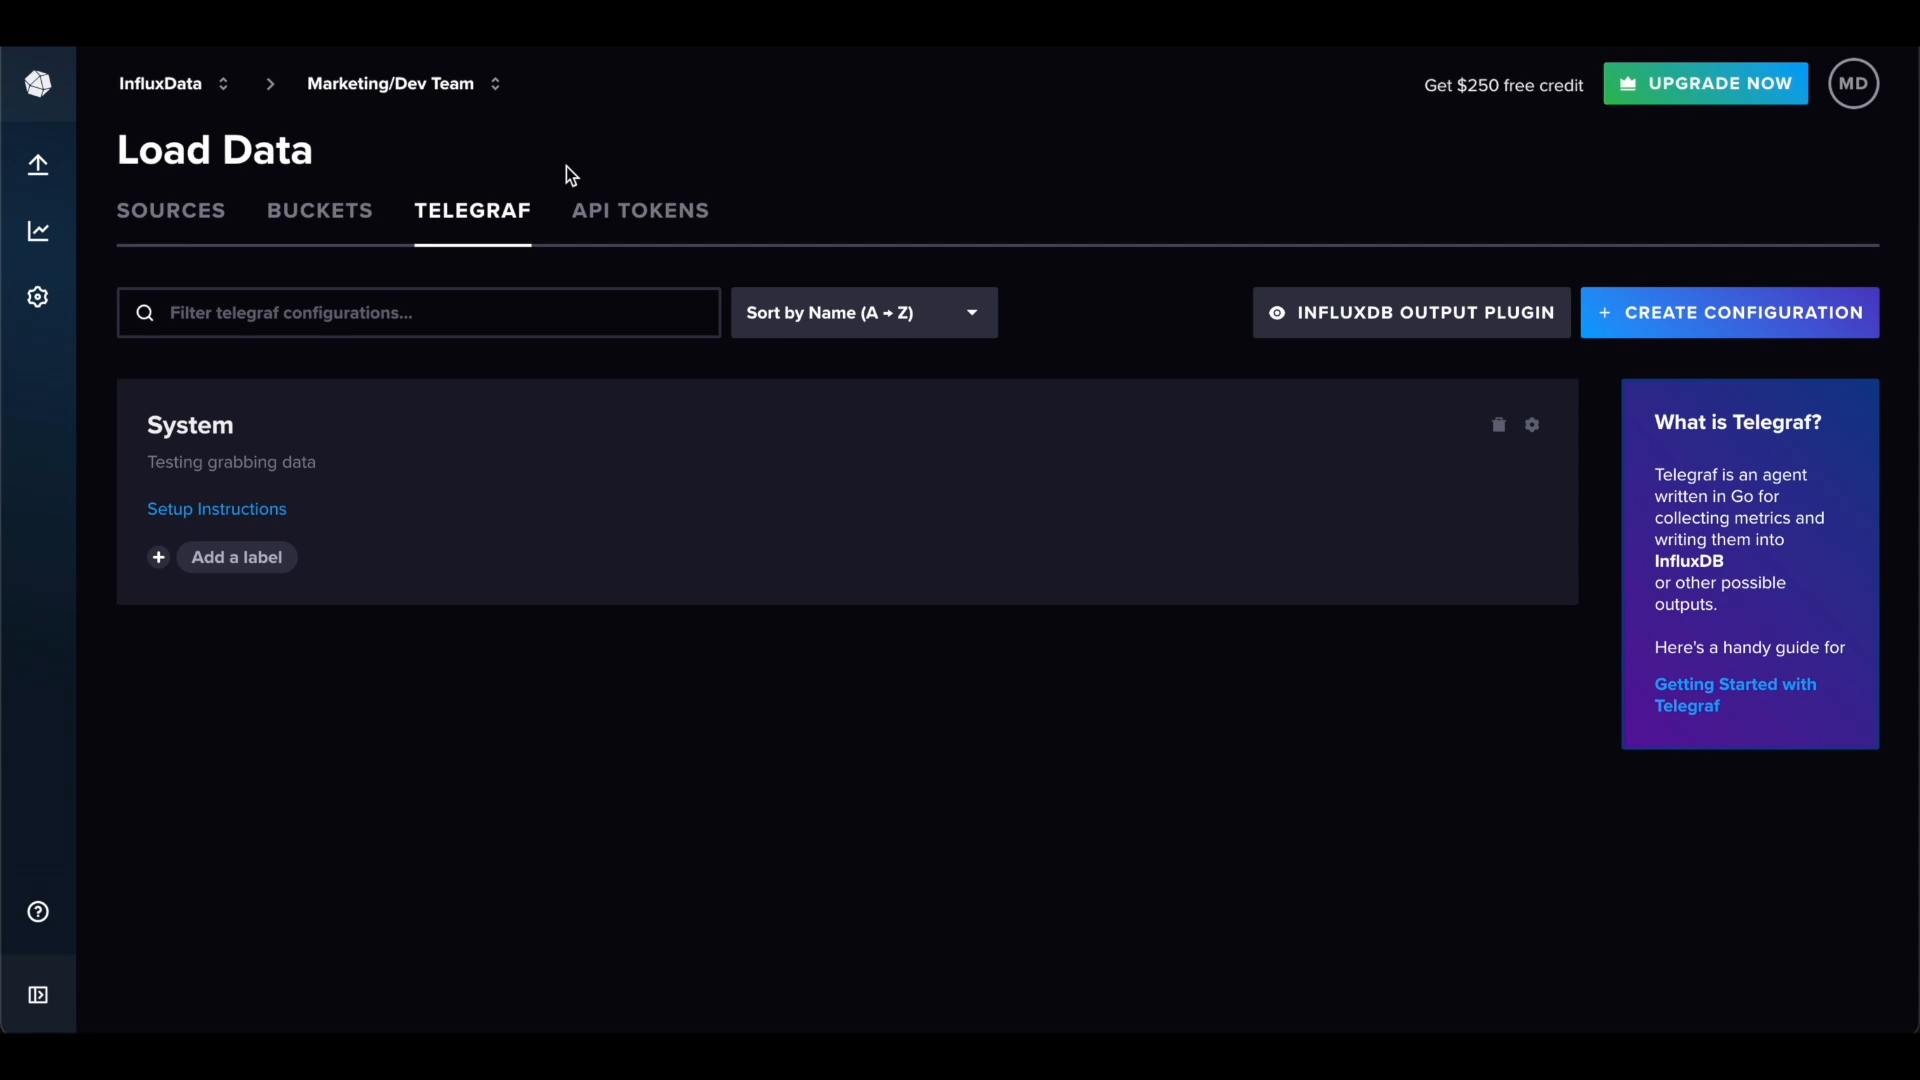 InfluxData > Marketing/Dev Team
Get $250 free credit
UPGRADE NOW
MD
Load Data
SOURCES
BUCKETS
TELEGRAF
API TOKENS
Filter telegraf configurations...
Sort by Name (A → Z)
INFLUXDB OUTPUT PLUGIN
+ CREATE CONFIGURATION
System
Testing grabbing data
Setup Instructions
+ Add a label
What is Telegraf?
Telegraf is an agent
written in Go for
collecting metrics and
writing them into
InfluxDB
or other possible
outputs.
Here's a handy guide for
Getting Started with
Telegraf